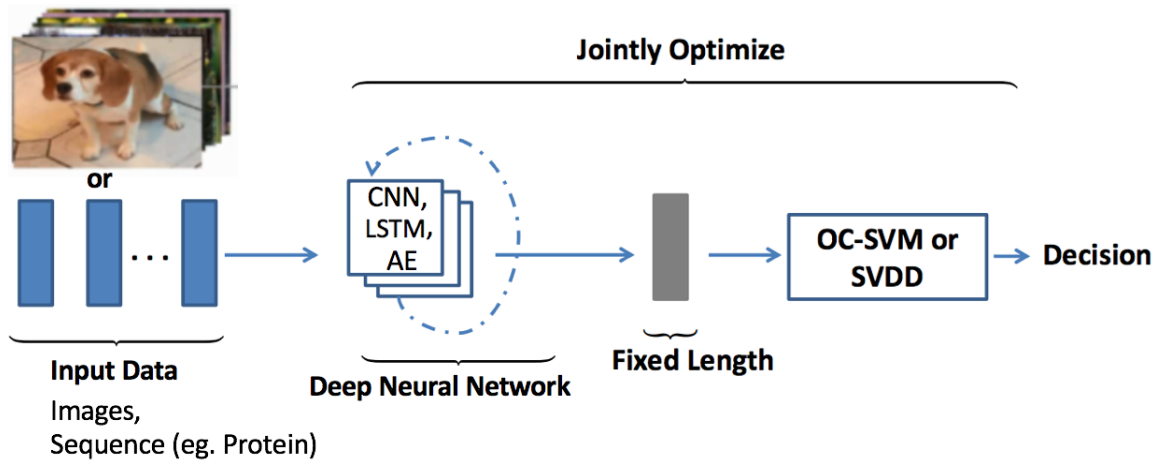 Jointly Optimize
or
CNN,
LSTM,
AE
. . .
OC-SVM or
SVDD
Decision
Input Data
Images,
Sequence (eg. Protein)
Deep Neural Network
Fixed Length